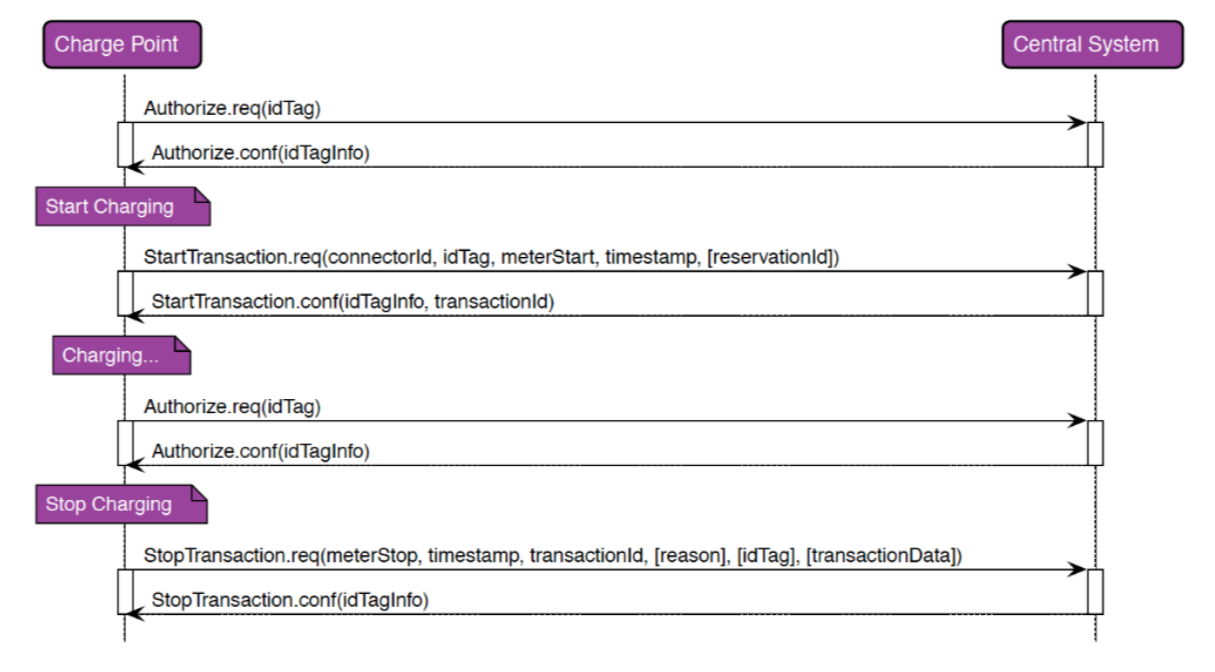 Charge Point
Central System
Authorize.req(idTag)
Authorize.conf(idTagInfo)
Start Charging
StartTransaction.req(connectorId, idTag, meterStart, timestamp, [reservationId])
StartTransaction.conf(idTagInfo, transactionId)
Charging...
Authorize.req(idTag)
Authorize.conf(idTagInfo)
Stop Charging
StopTransaction.req(meterStop, timestamp, transactionId, [reason], [idTag], [transactionData])
StopTransaction.conf(idTagInfo)